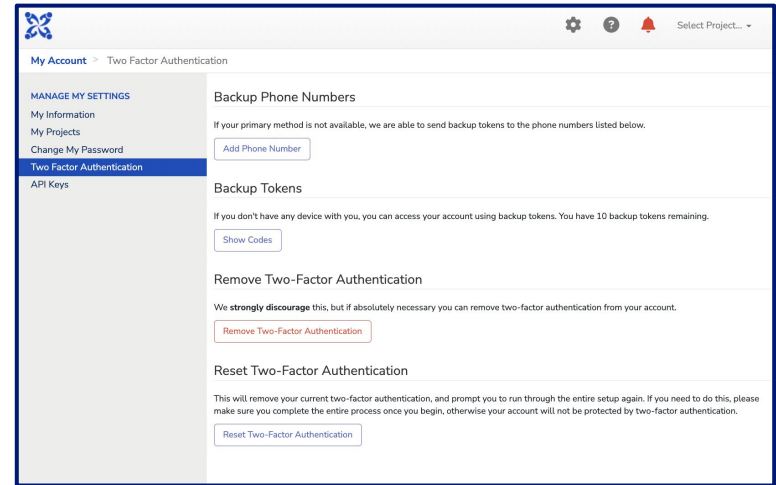 Select Project...
My Account > Two Factor Authentication
MANAGE MY SETTINGS
My Information
My Projects
Change My Password
Two Factor Authentication
API Keys
Backup Phone Numbers
If your primary method is not available, we are able to send backup tokens to the phone numbers listed below.
Add Phone Number
Backup Tokens
If you don't have any device with you, you can access your account using backup tokens. You have 10 backup tokens remaining.
Show Codes
Remove Two-Factor Authentication
We strongly discourage this, but if absolutely necessary you can remove two-factor authentication from your account.
Remove Two-Factor Authentication
Reset Two-Factor Authentication
This will remove your current two-factor authentication, and prompt you to run through the entire setup again. If you need to do this, please
make sure you complete the entire process once you begin, otherwise your account will not be protected by two-factor authentication.
Reset Two-Factor Authentication